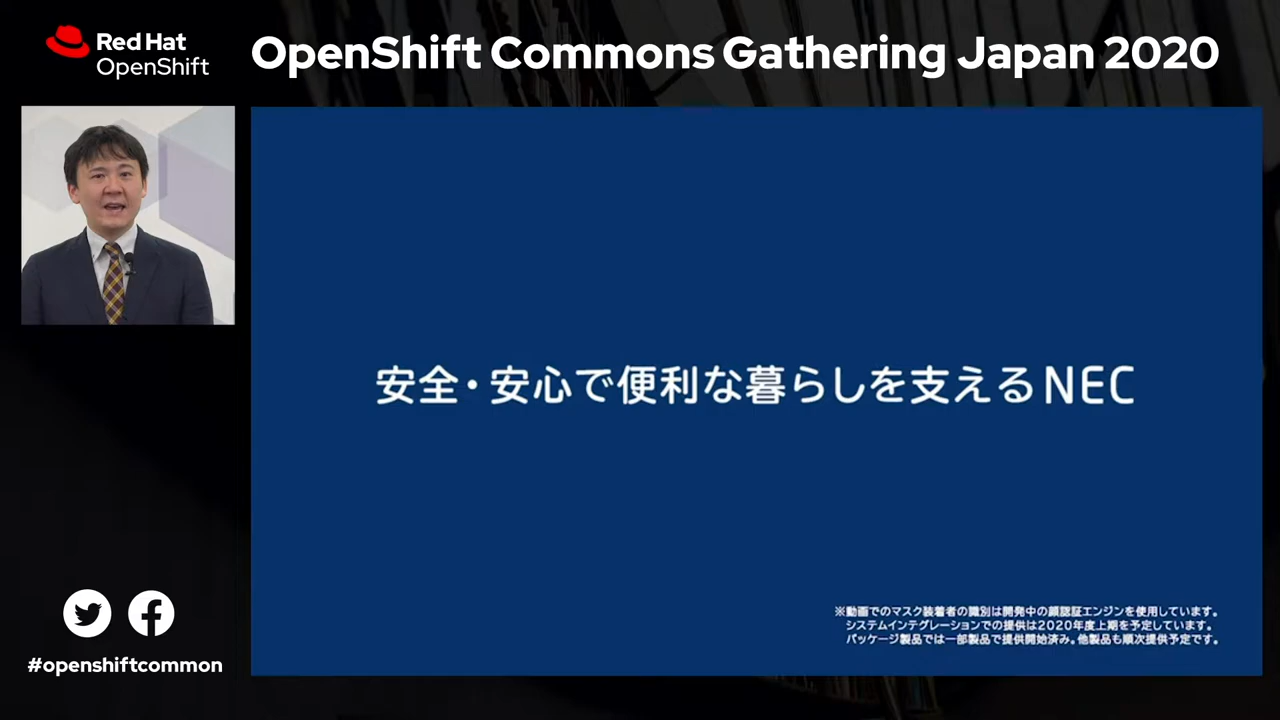 Red Hat
OpenShift
OpenShift Commons Gathering Japan 2020
安全・安心で便利な暮らしを支えるNEC
※動画でのマスク装着者の識別は開発中の顔認証エンジンを使用しています。
システムインテグレーションでの提供は2020年度上期を予定しています。
パッケージ製品では一部製品で提供開始済み。他製品も順次提供予定です。
#openshiftcommon